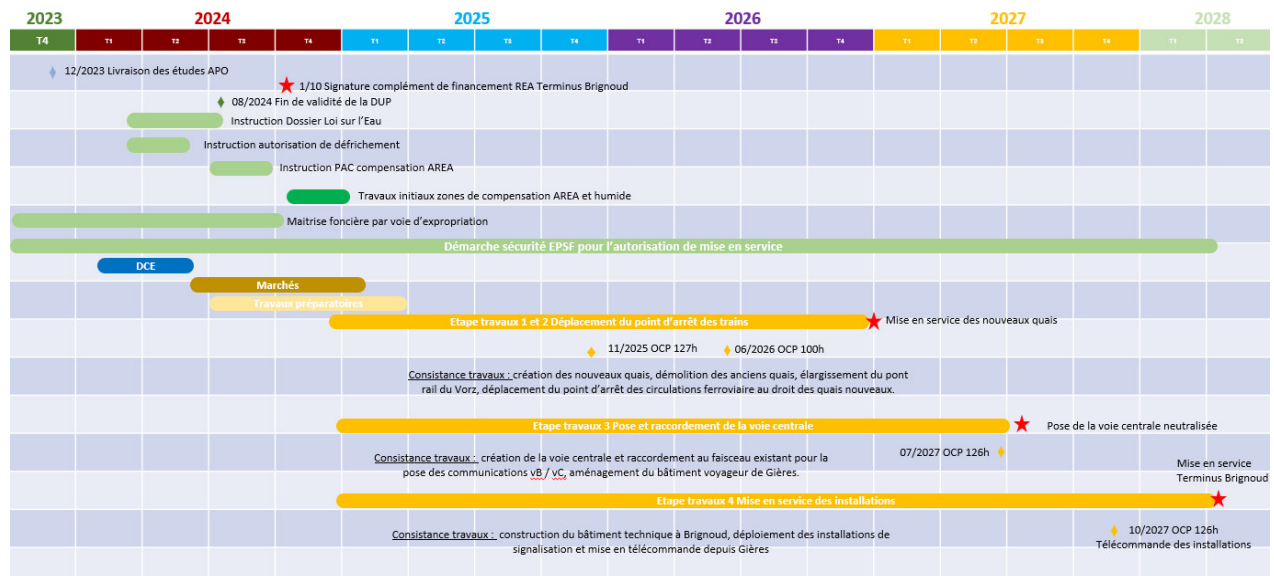 2023 2024 2025 2026 2027 2028
T4 T1 T2 T3 T4 T1 T2 T3 T4 T1 T2 T3 T4 T1 T2 T3 T4 T1 T2
12/2023 Livraison des études APO
1/10 Signature complément de financement REA Terminus Brignoud
08/2024 Fin de validité de la DUP
Instruction Dossier Loi sur l'Eau
Instruction autorisation de défrichement
Instruction PAC compensation AREA
Travaux initiaux zones de compensation AREA et humide
Maitrise foncière par voie d'expropriation
Démarche sécurité EPSF pour l'autorisation de mise en service
DCE
Marchés
Travaux préparatoires
Etape travaux 1 et 2 Déplacement du point d'arrêt des trains
Mise en service des nouveaux quais
11/2025 OCP 127h
06/2026 OCP 100h
Consistance travaux : création des nouveaux quais, démolition des anciens quais, élargissement du pont
rail du Vorz, déplacement du point d'arrêt des circulations ferroviaire au droit des quais nouveaux.
Etape travaux 3 Pose et raccordement de la voie centrale
Pose de la voie centrale neutralisée
07/2027 OCP 126h
Consistance travaux : création de la voie centrale et raccordement au faisceau existant pour la
pose des communications vB / vC, aménagement du bâtiment voyageur de Gières.
Mise en service
Terminus Brignoud
Etape travaux 4 Mise en service des installations
Consistance travaux : construction du bâtiment technique à Brignoud, déploiement des installations de
signalisation et mise en télécommande depuis Gières
10/2027 OCP 126h
Télécommande des installations